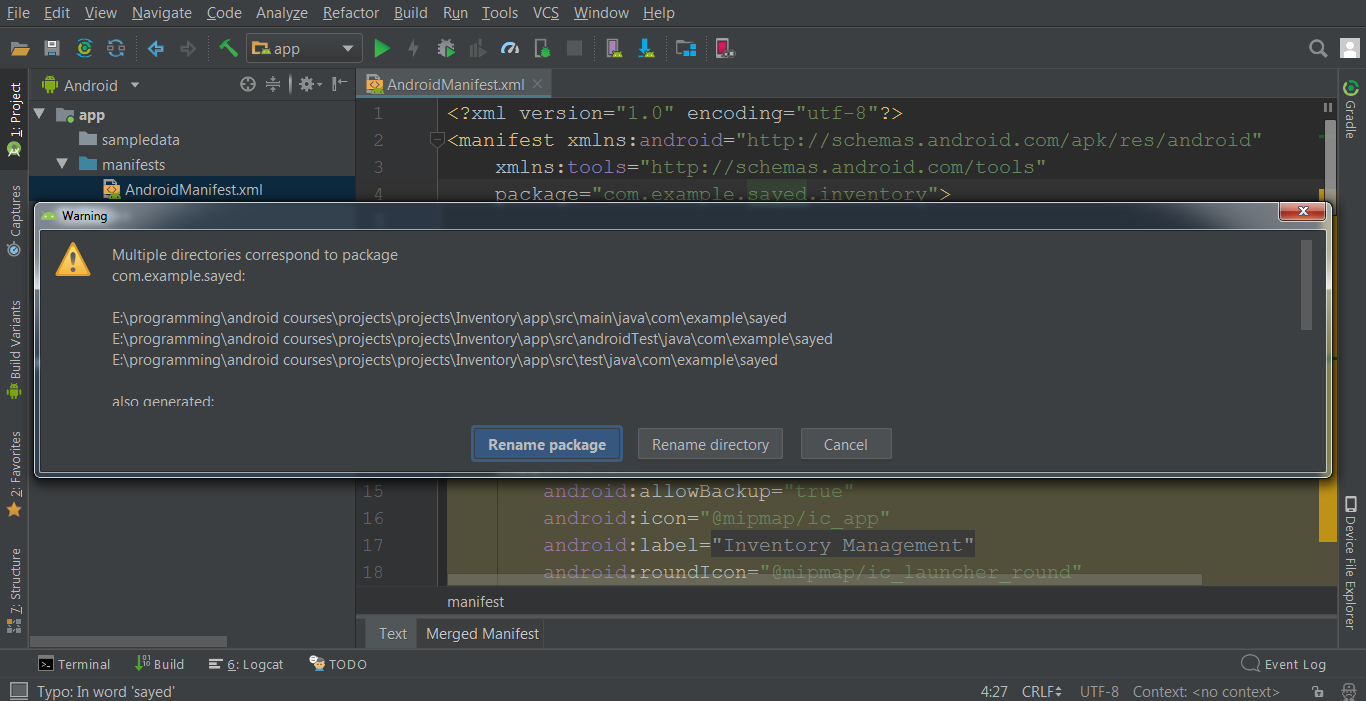 File Edit View Navigate Code Analyze Refactor Build Run Tools VCS Window Help
app
Android
AndroidManifest.xml
1: Project
Captures
Build Variants
2: Favorites
7: Structure
app
sampledata
manifests
AndroidManifest.xml
1 <?xml version="1.0" encoding="utf-8"?>
2 <manifest xmlns:android="http://schemas.android.com/apk/res/android"
3 xmlns:tools="http://schemas.android.com/tools"
4 package="com.example.sayed.inventory">
Warning
Multiple directories correspond to package
com.example.sayed:
E:\programming\android courses\projects\projects\Inventory\app\src\main\java\com\example\sayed
E:\programming\android courses\projects\projects\Inventory\app\src\androidTest\java\com\example\sayed
E:\programming\android courses\projects\projects\Inventory\app\src\test\java\com\example\sayed
also generated:
Rename package Rename directory Cancel
15 android:allowBackup="true"
16 android:icon="@mipmap/ic_app"
17 android:label="Inventory Management"
18 android:roundIcon="@mipmap/ic_launcher_round"
manifest
Text Merged Manifest
Gradle
Device File Explorer
Terminal Build 6: Logcat TODO Event Log
Typo: In word 'sayed' 4:27 CRLF UTF-8 Context: <no context>